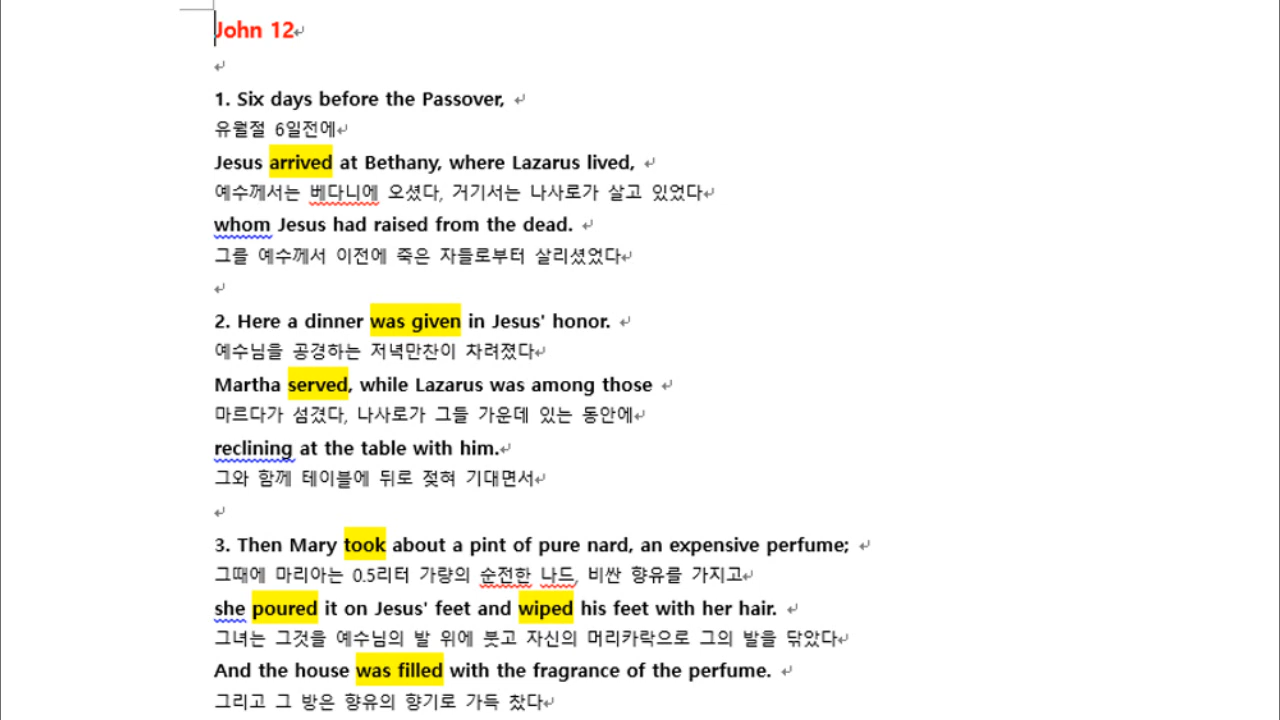 John 12
1. Six days before the Passover,
유월절 6일전에
Jesus arrived at Bethany, where Lazarus lived,
예수께서는 베다니에 오셨다, 거기서는 나사로가 살고 있었다
whom Jesus had raised from the dead.
그를 예수께서 이전에 죽은 자들로부터 살리셨었다
2. Here a dinner was given in Jesus' honor.
예수님을 공경하는 저녁만찬이 차려졌다
Martha served, while Lazarus was among those
마르다가 섬겼다, 나사로가 그들 가운데 있는 동안에
reclining at the table with him.
그와 함께 테이블에 뒤로 젖혀 기대면서
3. Then Mary took about a pint of pure nard, an expensive perfume;
그때에 마리아는 0.5리터 가량의 순전한 나드, 비싼 향유를 가지고
she poured it on Jesus' feet and wiped his feet with her hair.
그녀는 그것을 예수님의 발 위에 붓고 자신의 머리카락으로 그의 발을 닦았다
And the house was filled with the fragrance of the perfume.
그리고 그 방은 향유의 향기로 가득 찼다